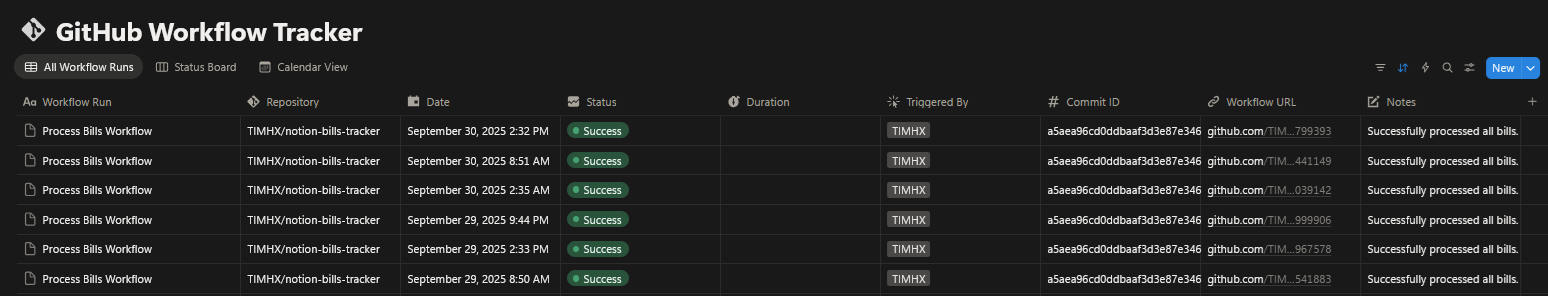 GitHub Workflow Tracker
All Workflow Runs Status Board Calendar View New
Aa Workflow Run Repository Date Status Duration Triggered By # Commit ID Workflow URL Notes +
Process Bills Workflow TIMHX/notion-bills-tracker September 30, 2025 2:32 PM Success TIMHX a5aea96cd0ddbaaf3d3e87e346 github.com/TIM...799393 Successfully processed all bills.
Process Bills Workflow TIMHX/notion-bills-tracker September 30, 2025 8:51 AM Success TIMHX a5aea96cd0ddbaaf3d3e87e346 github.com/TIM...441149 Successfully processed all bills.
Process Bills Workflow TIMHX/notion-bills-tracker September 30, 2025 2:35 AM Success TIMHX a5aea96cd0ddbaaf3d3e87e346 github.com/TIM...039142 Successfully processed all bills.
Process Bills Workflow TIMHX/notion-bills-tracker September 29, 2025 9:44 PM Success TIMHX a5aea96cd0ddbaaf3d3e87e346 github.com/TIM...999906 Successfully processed all bills.
Process Bills Workflow TIMHX/notion-bills-tracker September 29, 2025 2:33 PM Success TIMHX a5aea96cd0ddbaaf3d3e87e346 github.com/TIM...967578 Successfully processed all bills.
Process Bills Workflow TIMHX/notion-bills-tracker September 29, 2025 8:50 AM Success TIMHX a5aea96cd0ddbaaf3d3e87e346 github.com/TIM...541883 Successfully processed all bills.